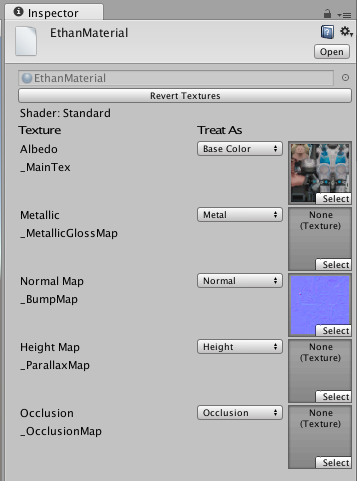 Inspector
EthanMaterial
Open
EthanMaterial
Revert Textures
Shader: Standard
Texture Treat As
Albedo Base Color
_MainTex
Select
Metallic Metal None
(Texture)
_MetallicGlossMap
Select
Normal Map Normal
_BumpMap
Select
Height Map Height None
(Texture)
_ParallaxMap
Select
Occlusion Occlusion None
(Texture)
_OcclusionMap
Select